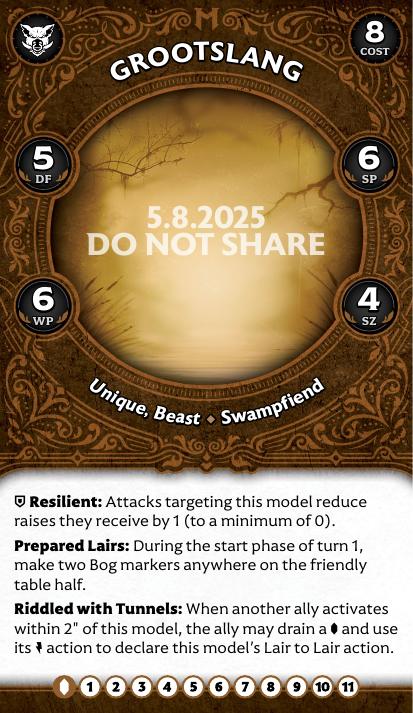 8
COST
GROOTSLANG
5
DF
6
SP
5.8.2025
DO NOT SHARE
6
WP
4
SZ
Unique, Beast ◆ Swampfiend
Resilient: Attacks targeting this model reduce
raises they receive by 1 (to a minimum of 0).
Prepared Lairs: During the start phase of turn 1,
make two Bog markers anywhere on the friendly
table half.
Riddled with Tunnels: When another ally activates
within 2" of this model, the ally may drain a and use
its action to declare this model's Lair to Lair action.
1 2 3 4 5 6 7 8 9 10 11